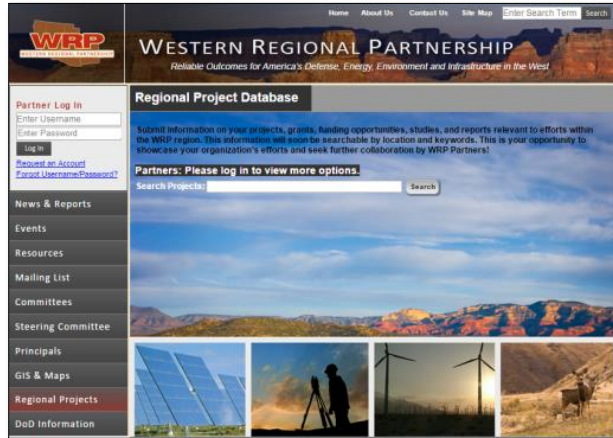 Home About Us Contact Us Site Map Enter Search Term Search
WRP
WESTERN REGIONAL PARTNERSHIP
WESTERN REGIONAL PARTNERSHIP
Reliable Outcomes for America's Defense, Energy, Environment and Infrastructure in the West
Partner Log In
Enter Username
Enter Password
Log In
Request an Account
Forgot Username/Password?
News & Reports
Events
Resources
Mailing List
Committees
Steering Committee
Principals
GIS & Maps
Regional Projects
DoD Information
Regional Project Database
Submit information on your projects, grants, funding opportunities, studies, and reports relevant to efforts within
the WRP region. This information will soon be searchable by location and keywords. This is your opportunity to
showcase your organization's efforts and seek further collaboration by WRP Partners!
Partners: Please log in to view more options.
Search Projects: Search